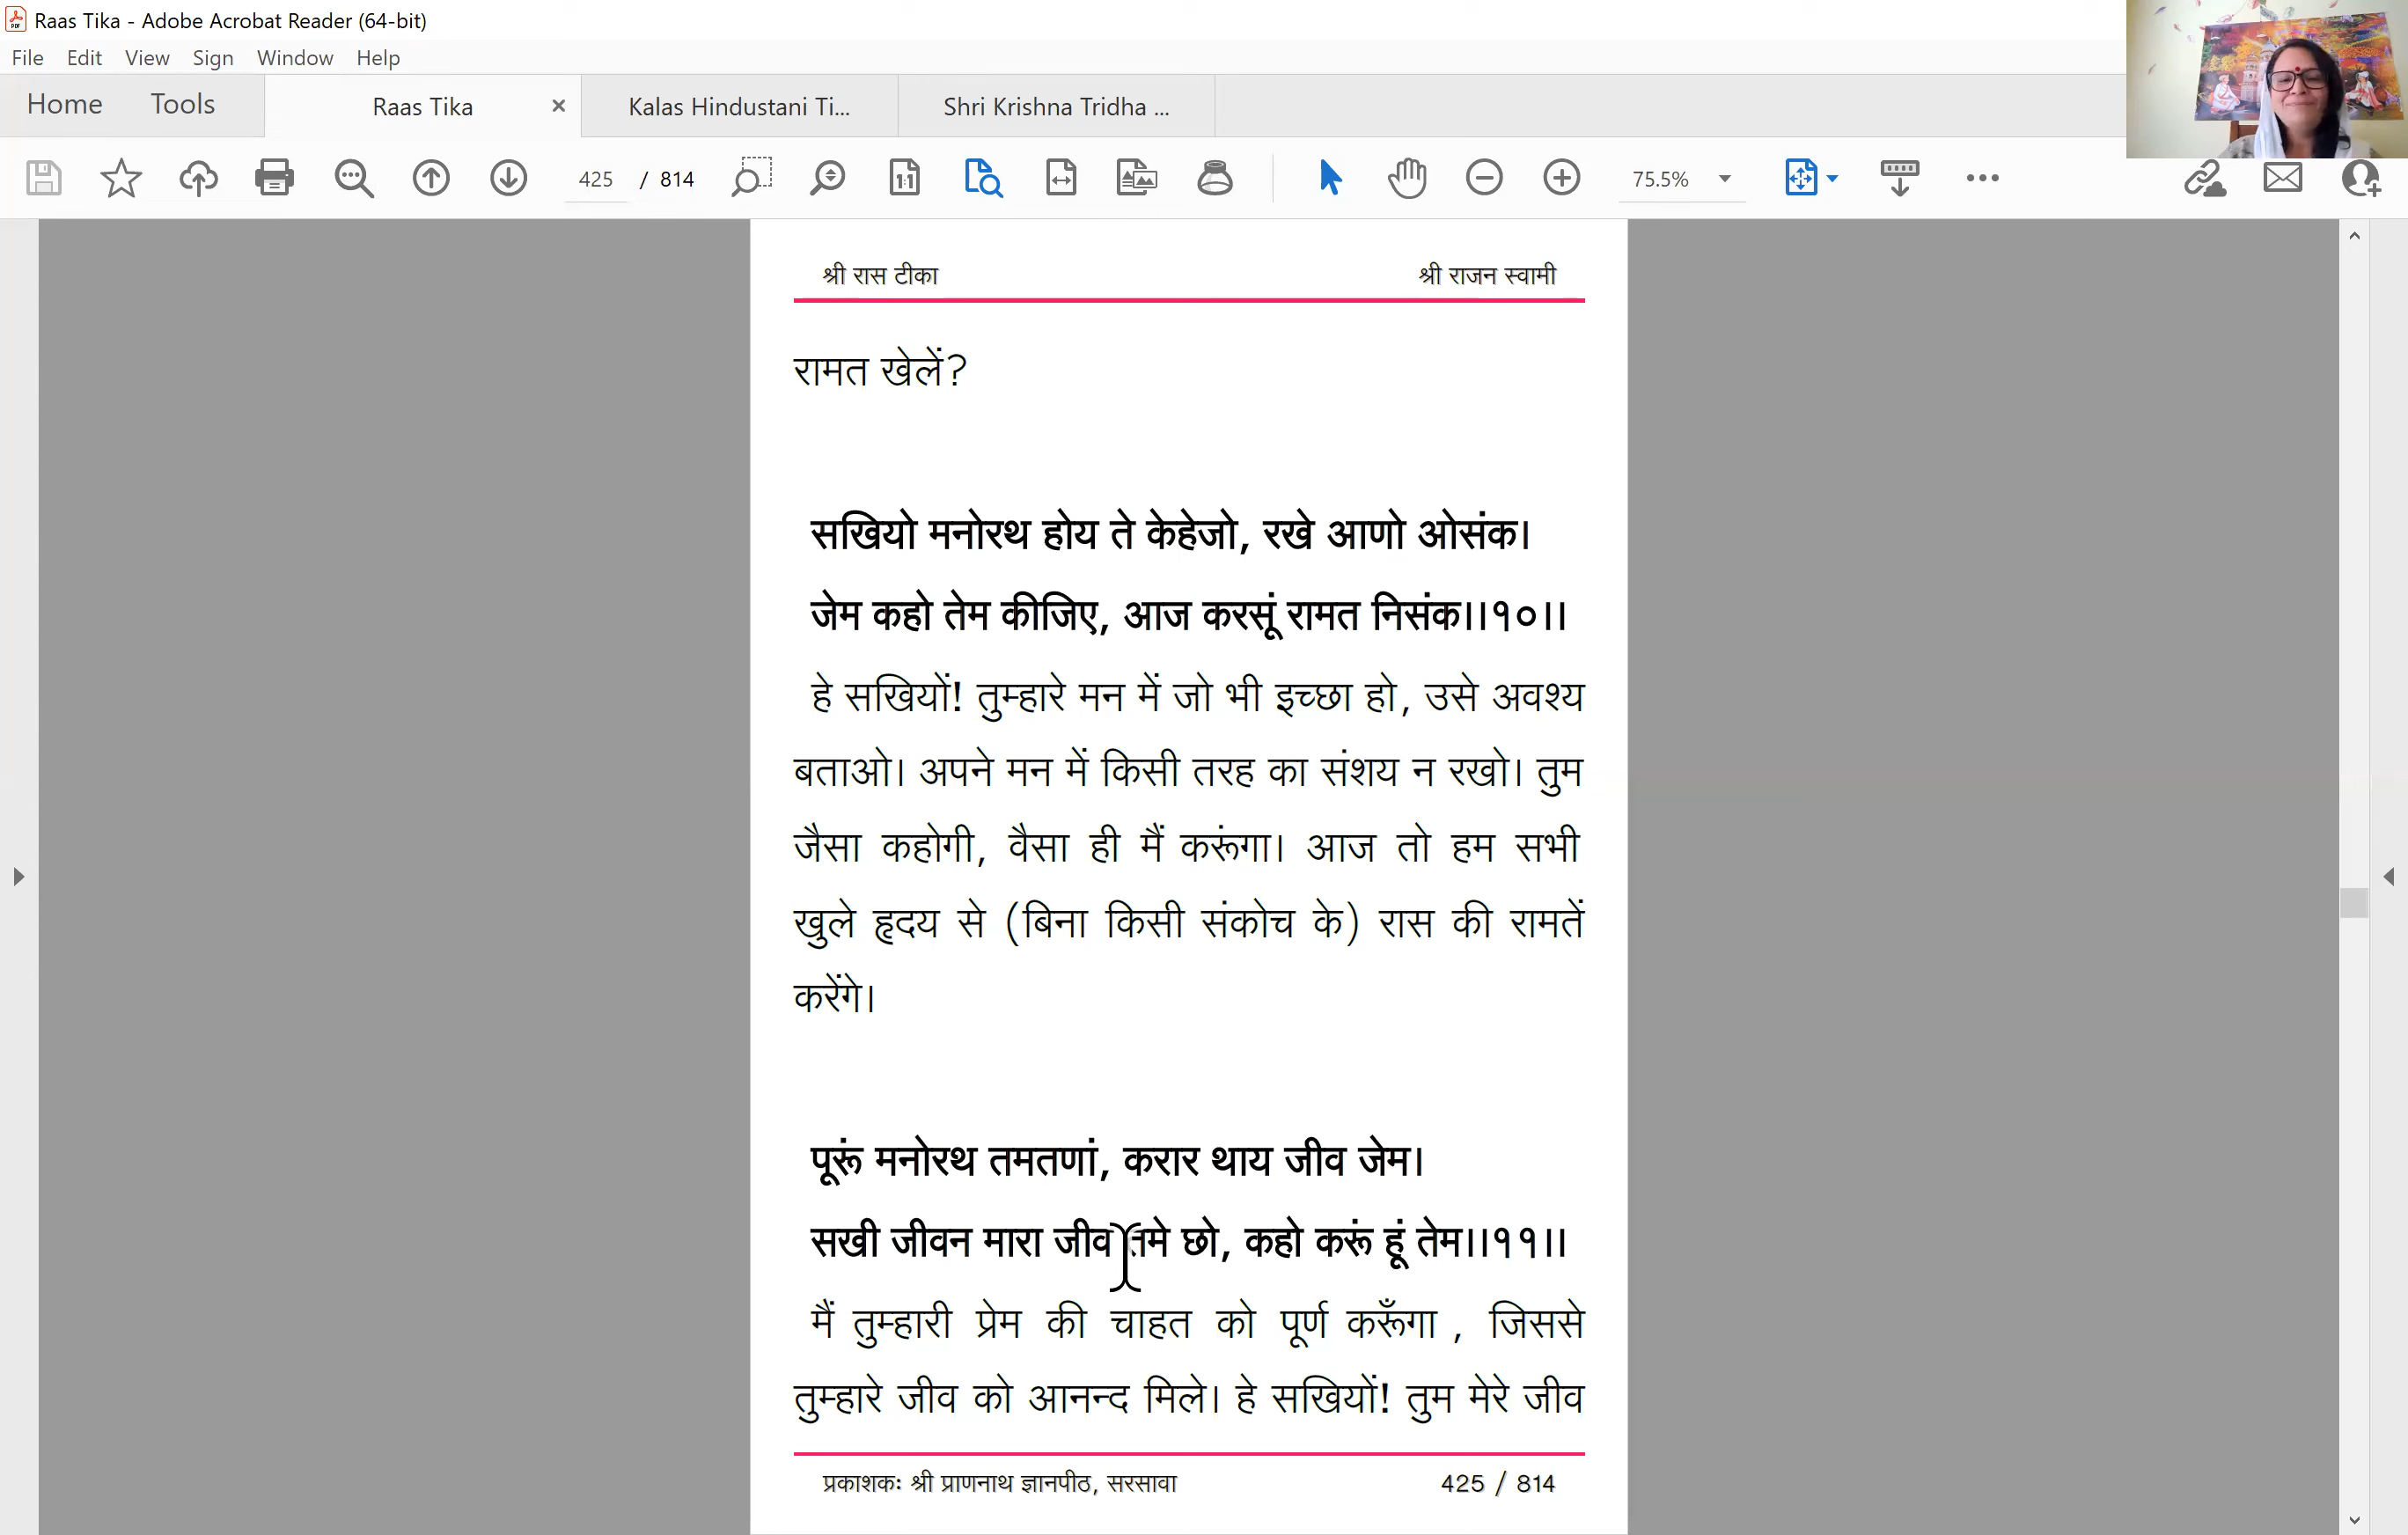 Raas Tika - Adobe Acrobat Reader (64-bit)
File Edit View Sign Window Help
Home Tools Raas Tika Kalas Hindustani Ti... Shri Krishna Tridha ...
425 / 814 75.5%
श्री रास टीका श्री राजन स्वामी
रामत खेलें?
सखियो मनोरथ होय ते केहेजो, रखे आणो ओसंक।
जेम कहो तेम कीजिए, आज करसूं रामत निसंक।।१०।।
हे सखियों! तुम्हारे मन में जो भी इच्छा हो, उसे अवश्य
बताओ। अपने मन में किसी तरह का संशय न रखो। तुम
जैसा कहोगी, वैसा ही मैं करूंगा। आज तो हम सभी
खुले हृदय से (बिना किसी संकोच के) रास की रामतें
करेंगे।
पूरूं मनोरथ तमतणां, करार थाय जीव जेम।
सखी जीवन मारा जीव तमे छो, कहो करूं हूं तेम।।११।।
मैं तुम्हारी प्रेम की चाहत को पूर्ण करूँगा , जिससे
तुम्हारे जीव को आनन्द मिले। हे सखियों! तुम मेरे जीव
प्रकाशकः श्री प्राणनाथ ज्ञानपीठ, सरसावा 425 / 814